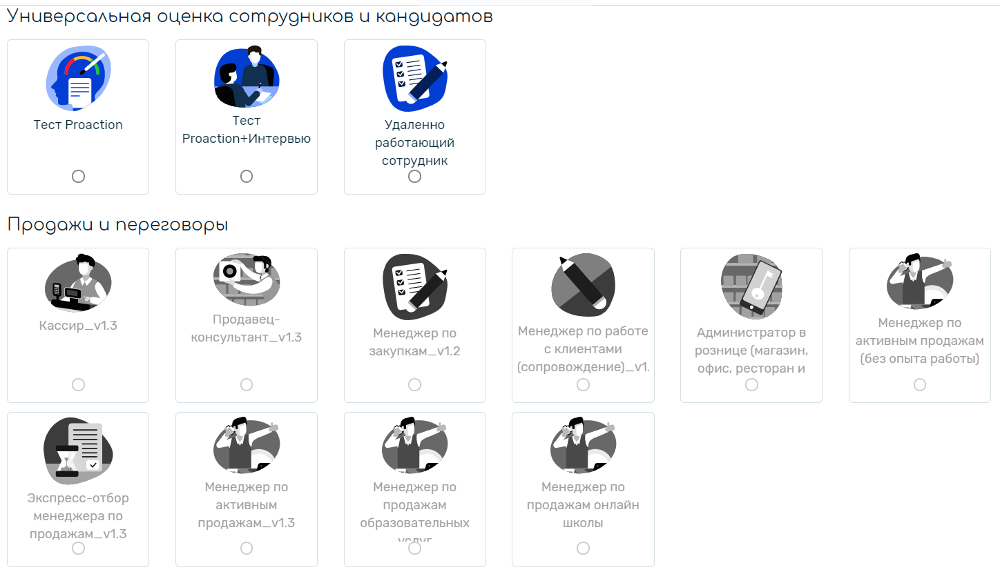 Универсальная оценка сотрудников и кандидатов
Тест Proaction
Тест
Proaction+Интервью
Удаленно
работающий
сотрудник
Продажи и переговоры
Кассир_v1.3
Продавец-
консультант_v1.3
Менеджер по
закупкам_v1.2
Менеджер по работе
с клиентами
(сопровождение)_v1.
Администратор в
рознице (магазин,
офис, ресторан и
Менеджер по
активным продажам
(без опыта работы)
Экспресс-отбор
менеджера по
продажам_v1.3
Менеджер по
активным
продажам_v1.3
Менеджер по
продажам
образовательных
услуг
Менеджер по
продажам онлайн
школы